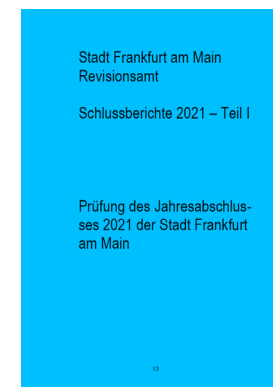 Stadt Frankfurt am Main
Revisionsamt
Schlussberichte 2021 – Teil I
Prüfung des Jahresabschlus-
ses 2021 der Stadt Frankfurt
am Main
13